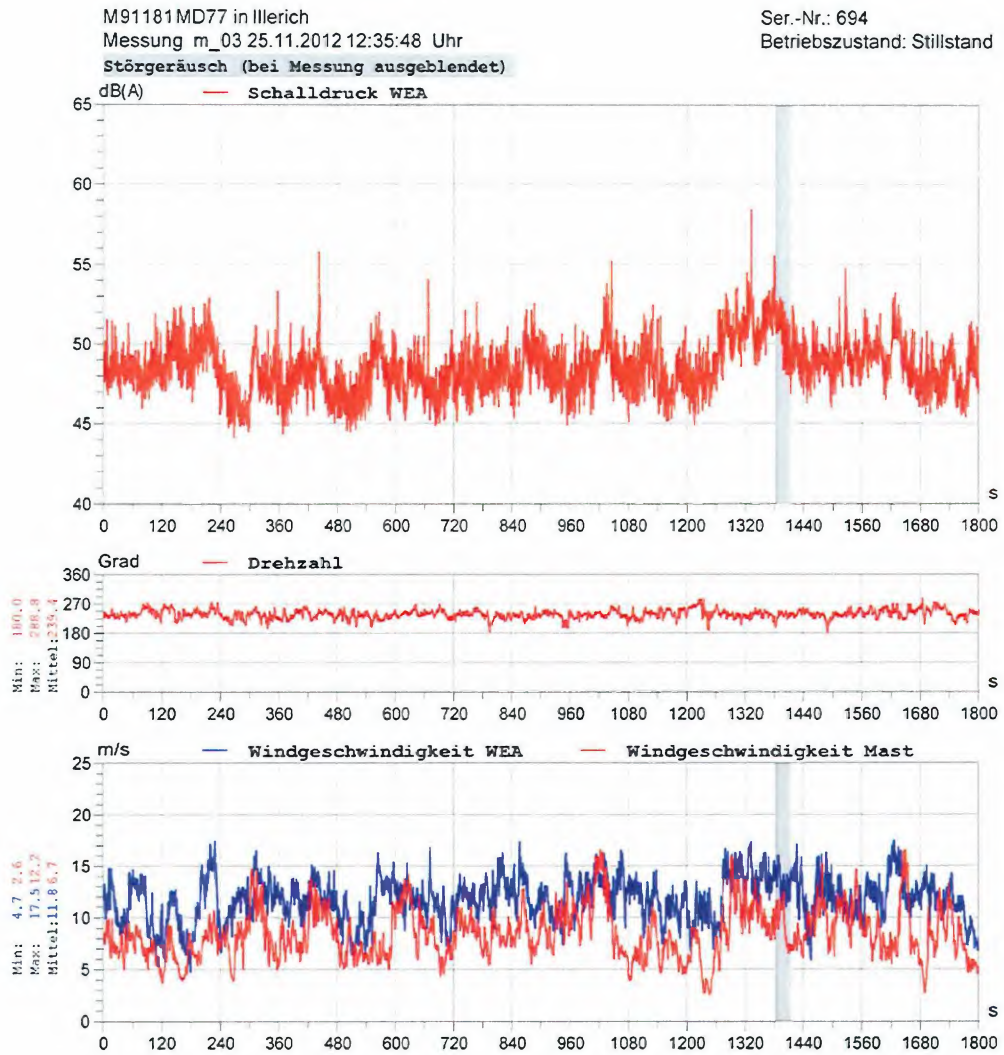 M91181MD77 in Illerich
Ser.-Nr.: 694
Messung m_03 25.11.2012 12:35:48 Uhr
Betriebszustand: Stillstand
Störgeräusch (bei Messung ausgeblendet)
dB(A) Schalldruck WEA
65
60
55
50
45
40
s
0 120 240 360 480 600 720 840 960 1080 1200 1320 1440 1560 1680 1800
Grad Drehzahl
360
270
180
90
0
Min: 180.0
Max: 288.8
Mittel:239.4
s
0 120 240 360 480 600 720 840 960 1080 1200 1320 1440 1560 1680 1800
m/s Windgeschwindigkeit WEA Windgeschwindigkeit Mast
25
20
15
10
5
0
Min: 4.7 2.6
Max: 17.5 12.2
Mittel:11.8 6.7
s
0 120 240 360 480 600 720 840 960 1080 1200 1320 1440 1560 1680 1800